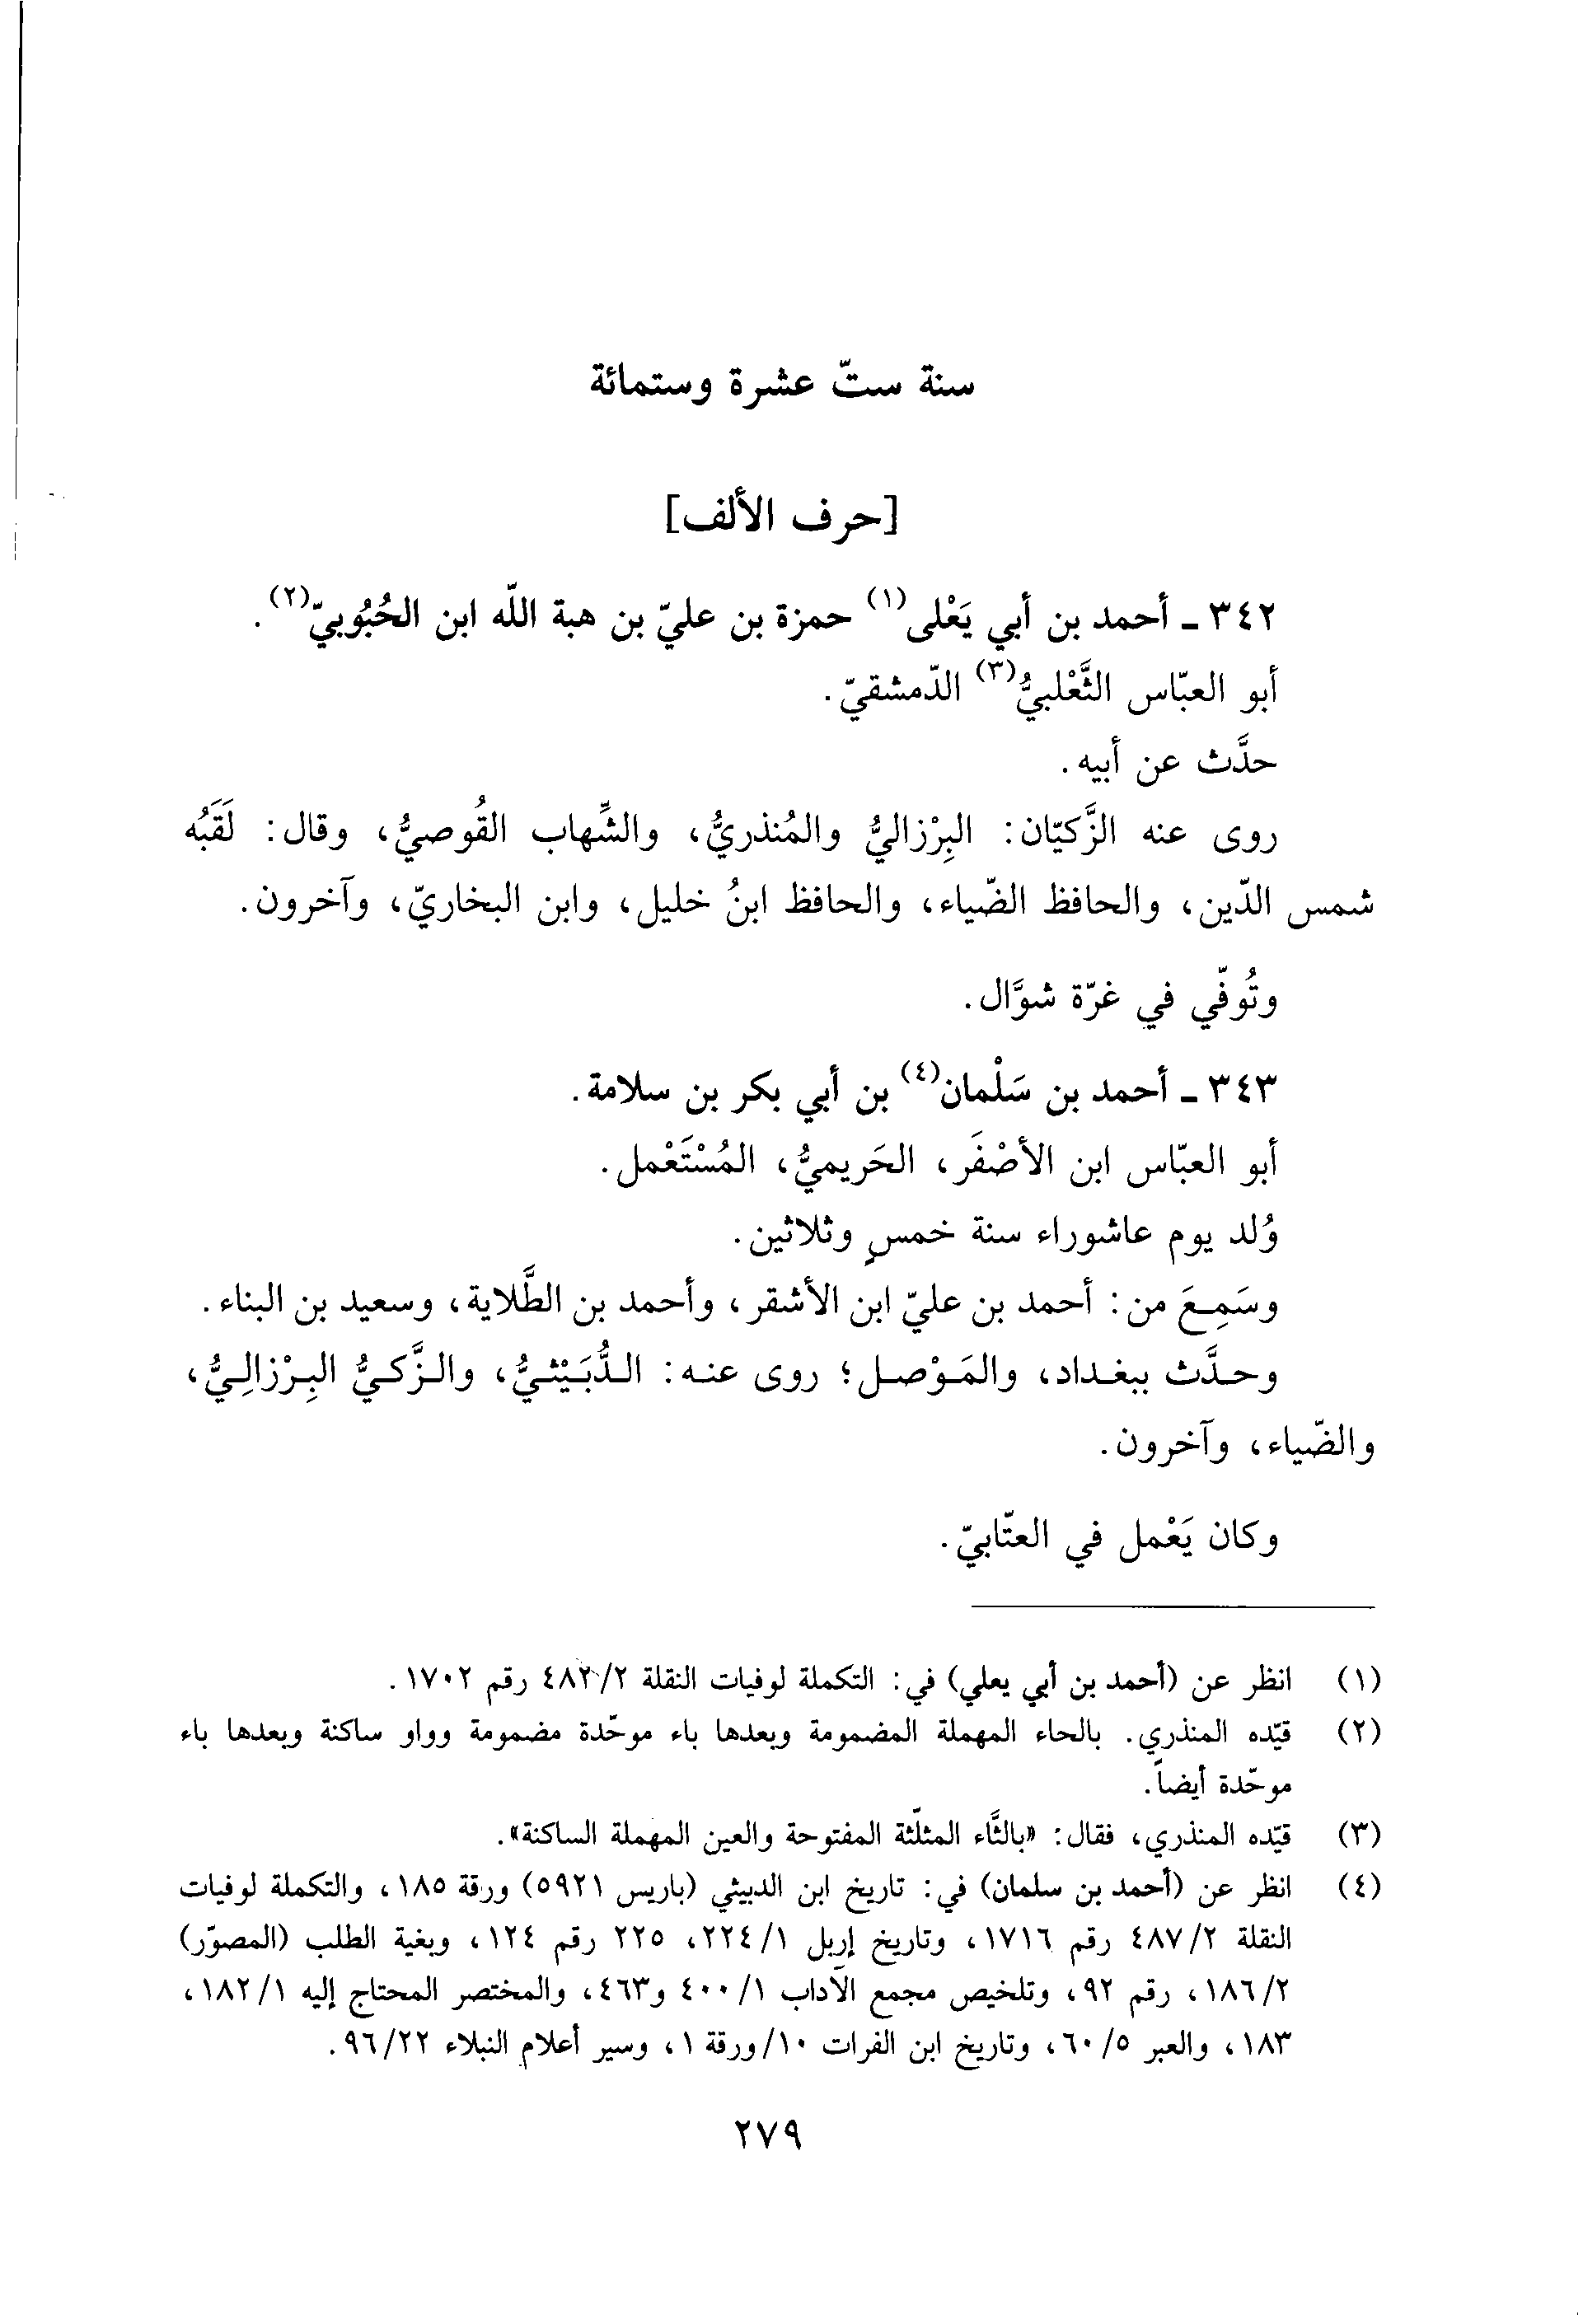 سنة ستّ عشرة وستمائة
[حرف الألف]
٣٤٢ ـ أحمد بن أبي يَعْلى(١) حمزة بن عليّ بن هبة اللّه ابن الحُبُوبيّ(٢).
أبو العبّاس الثَّعْلبيُّ(٣) الدّمشقيّ.
حدَّث عن أبيه.
روى عنه الزَّكيّان: البِرْزاليُّ والمُنذريُّ، والشِّهاب القُوصيُّ، وقال: لَقَبُه
شمس الدّين، والحافظ الضّياء، والحافظ ابنُ خليل، وابن البخاريّ، وآخرون.
وتُوفّي في غرّة شوَّال.
٣٤٣ ـ أحمد بن سَلْمان(٤) بن أبي بكر بن سلامة.
أبو العبّاس ابن الأصْفَر، الحَريميُّ، المُسْتَعْمل.
وُلد يوم عاشوراء سنة خمسٍ وثلاثين.
وسَمِعَ من: أحمد بن عليّ ابن الأشقر، وأحمد بن الطَّلاية، وسعيد بن البناء.
وحدَّث ببغداد، والمَوْصل؛ روى عنه: الدُّبَيْثيُّ، والزَّكيُّ البِرْزالِيُّ،
والضّياء، وآخرون.
وكان يَعْمل في العتّابيّ.
(١) انظر عن (أحمد بن أبي يعلي) في: التكملة لوفيات النقلة ٤٨٢/٢ رقم ١٧٠٢.
(٢) قيّده المنذري. بالحاء المهملة المضمومة وبعدها باء موحّدة مضمومة وواو ساكنة وبعدها باء
موحّدة أيضاً.
(٣) قيّده المنذري، فقال: «بالثَّاء المثلّثة المفتوحة والعين المهملة الساكنة».
(٤) انظر عن (أحمد بن سلمان) في: تاريخ ابن الدبيثي (باريس ٥٩٢١) ورقة ١٨٥، والتكملة لوفيات
النقلة ٤٨٧/٢ رقم ١٧١٦، وتاريخ إربل ٢٢٤/١، ٢٢٥ رقم ١٢٤، وبغية الطلب (المصوّر)
١٨٦/٢، رقم ٩٢، وتلخيص مجمع الآداب ٤٠٠/١ و٤٦٣، والمختصر المحتاج إليه ١٨٢/١،
١٨٣، والعبر ٦٠/٥، وتاريخ ابن الفرات ١٠/ورقة ١، وسير أعلام النبلاء ٩٦/٢٢.
٢٧٩